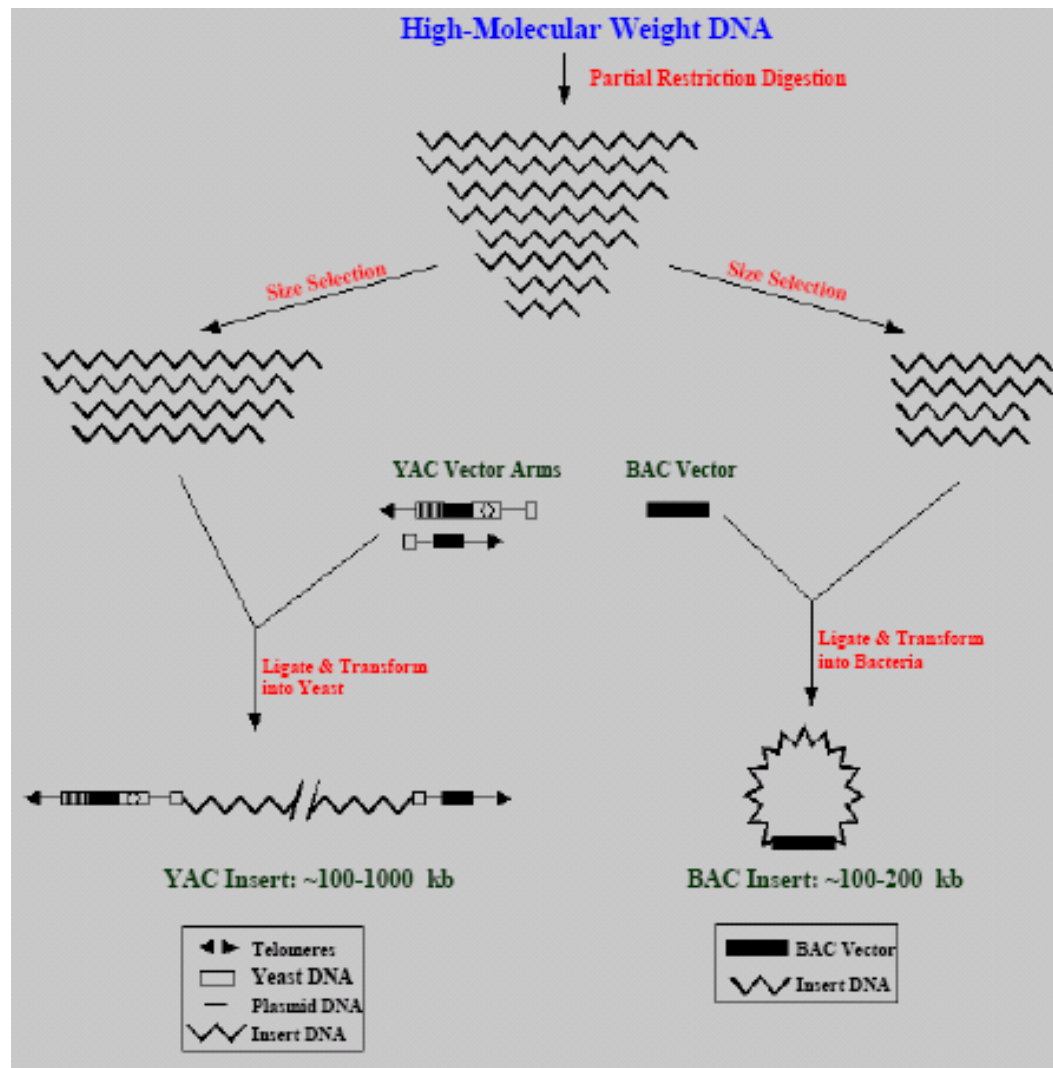 High-Molecular Weight DNA
Partial Restriction Digestion
Size Selection
Size Selection
YAC Vector Arms
BAC Vector
Ligate & Transform
into Yeast
Ligate & Transform
into Bacteria
YAC Insert: ~100-1000 kb
BAC Insert: ~100-200 kb
Telomeres
Yeast DNA
Plasmid DNA
Insert DNA
BAC Vector
Insert DNA